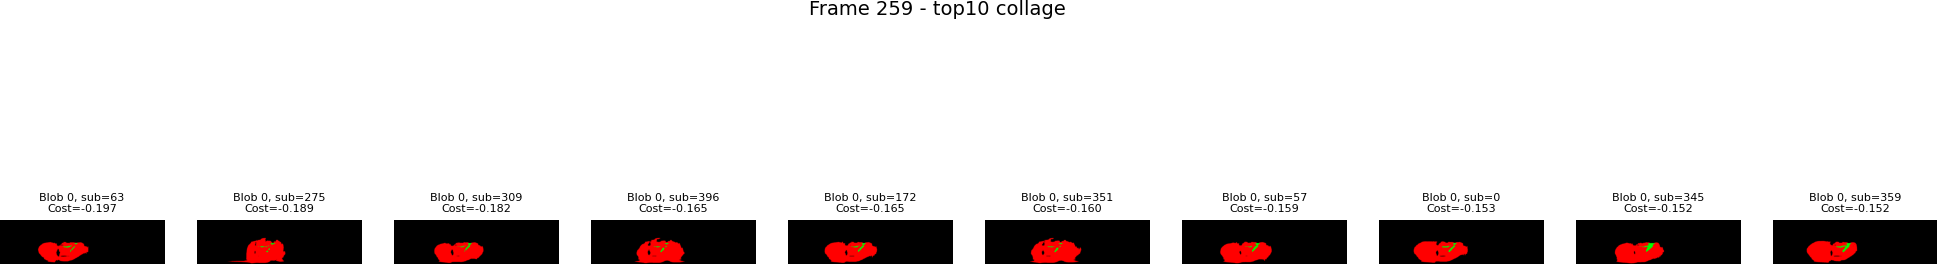 Frame 259 - top10 collage
Blob 0, sub=63
Cost=-0.197
Blob 0, sub=275
Cost=-0.189
Blob 0, sub=309
Cost=-0.182
Blob 0, sub=396
Cost=-0.165
Blob 0, sub=172
Cost=-0.165
Blob 0, sub=351
Cost=-0.160
Blob 0, sub=57
Cost=-0.159
Blob 0, sub=0
Cost=-0.153
Blob 0, sub=345
Cost=-0.152
Blob 0, sub=359
Cost=-0.152